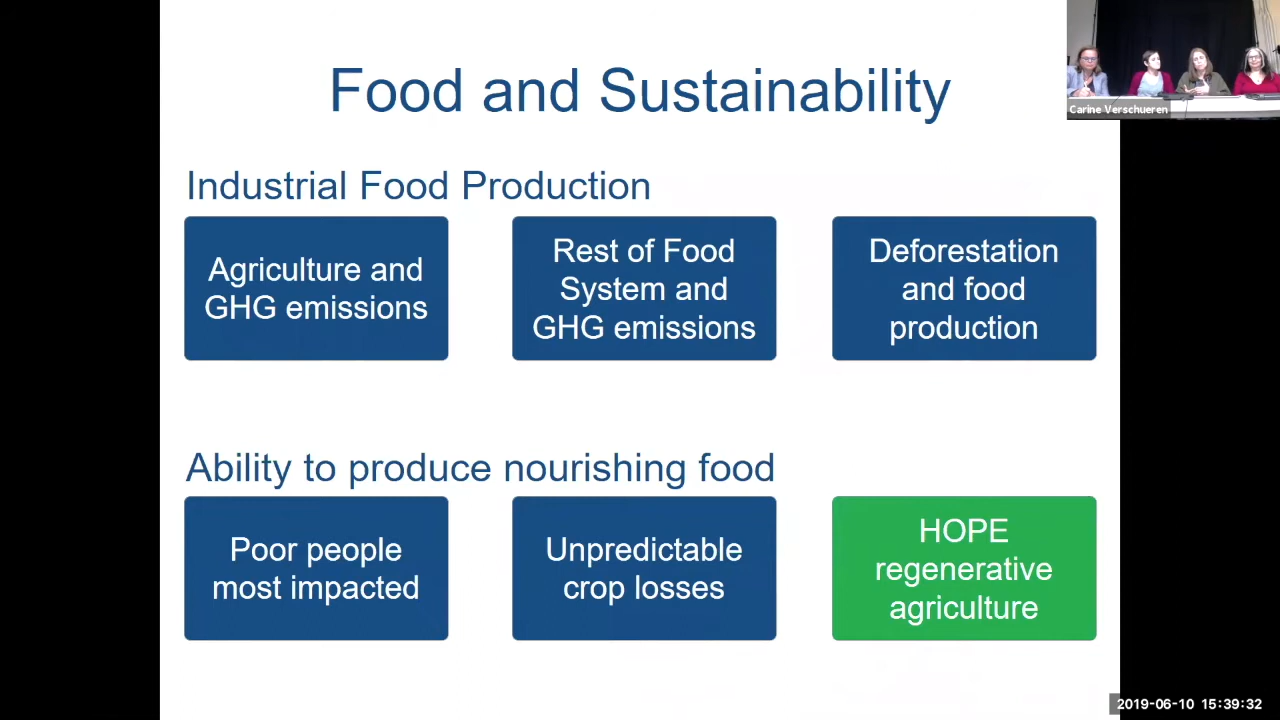 Food and Sustainability
Carine Verschueren
Industrial Food Production
Agriculture and
GHG emissions
Rest of Food
System and
GHG emissions
Deforestation
and food
production
Ability to produce nourishing food
Poor people
most impacted
Unpredictable
crop losses
HOPE
regenerative
agriculture
2019-06-10 15:39:32